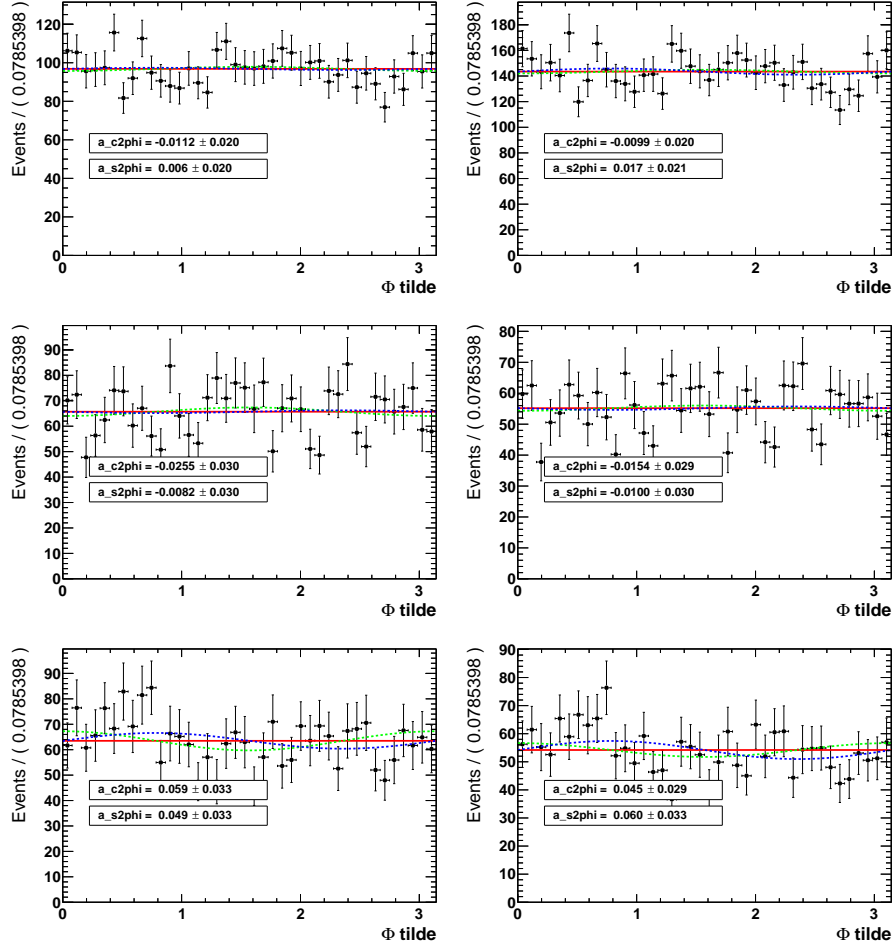 Events / ( 0.0785398 )
120
100
80
60
40
20
0
a_c2phi = -0.0112 ± 0.020
a_s2phi = 0.006 ± 0.020
0 1 2 3
Φ tilde
Events / ( 0.0785398 )
180
160
140
120
100
80
60
40
20
0
a_c2phi = -0.0099 ± 0.020
a_s2phi = 0.017 ± 0.021
0 1 2 3
Φ tilde
Events / ( 0.0785398 )
90
80
70
60
50
40
30
20
10
0
a_c2phi = -0.0255 ± 0.030
a_s2phi = -0.0082 ± 0.030
0 1 2 3
Φ tilde
Events / ( 0.0785398 )
80
70
60
50
40
30
20
10
0
a_c2phi = -0.0154 ± 0.029
a_s2phi = -0.0100 ± 0.030
0 1 2 3
Φ tilde
Events / ( 0.0785398 )
90
80
70
60
50
40
30
20
10
0
a_c2phi = 0.059 ± 0.033
a_s2phi = 0.049 ± 0.033
0 1 2 3
Φ tilde
Events / ( 0.0785398 )
90
80
70
60
50
40
30
20
10
0
a_c2phi = 0.045 ± 0.029
a_s2phi = 0.060 ± 0.033
0 1 2 3
Φ tilde